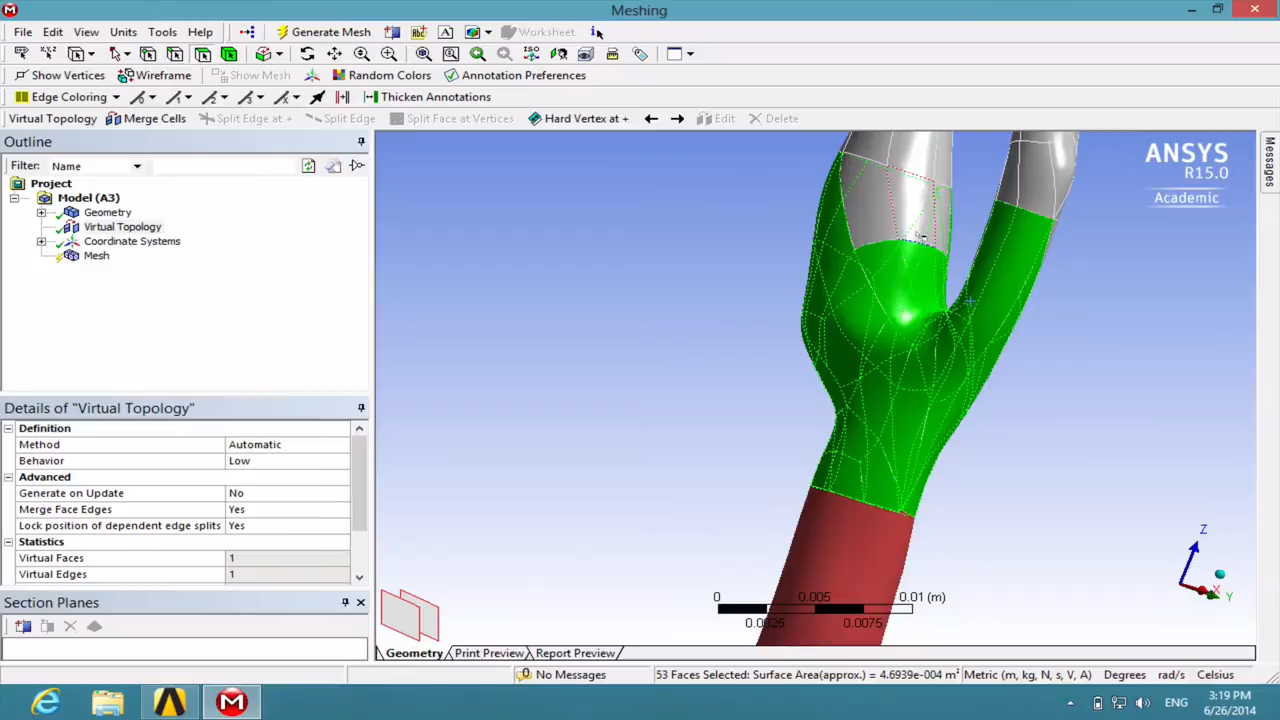 Meshing
File Edit View Units Tools Help Generate Mesh Worksheet
Show Vertices Wireframe Show Mesh Random Colors Annotation Preferences
Edge Coloring Thicken Annotations
Virtual Topology Merge Cells Split Edge at + Split Edge Split Face at Vertices Hard Vertex at + Edit Delete
Outline
Filter: Name
Project
Model (A3)
Geometry
Virtual Topology
Coordinate Systems
Mesh
Details of "Virtual Topology"
Definition
Method Automatic
Behavior Low
Advanced
Generate on Update No
Merge Face Edges Yes
Lock position of dependent edge splits Yes
Statistics
Virtual Faces 1
Virtual Edges 1
Section Planes
ANSYS
R15.0
Academic
Messages
Z
X
Y
0 0.005 0.01 (m)
0.0025 0.0075
Geometry Print Preview Report Preview
No Messages 53 Faces Selected: Surface Area(approx.) = 4.6939e-004 m² Metric (m, kg, N, s, V, A) Degrees rad/s Celsius
ENG
3:19 PM
6/26/2014